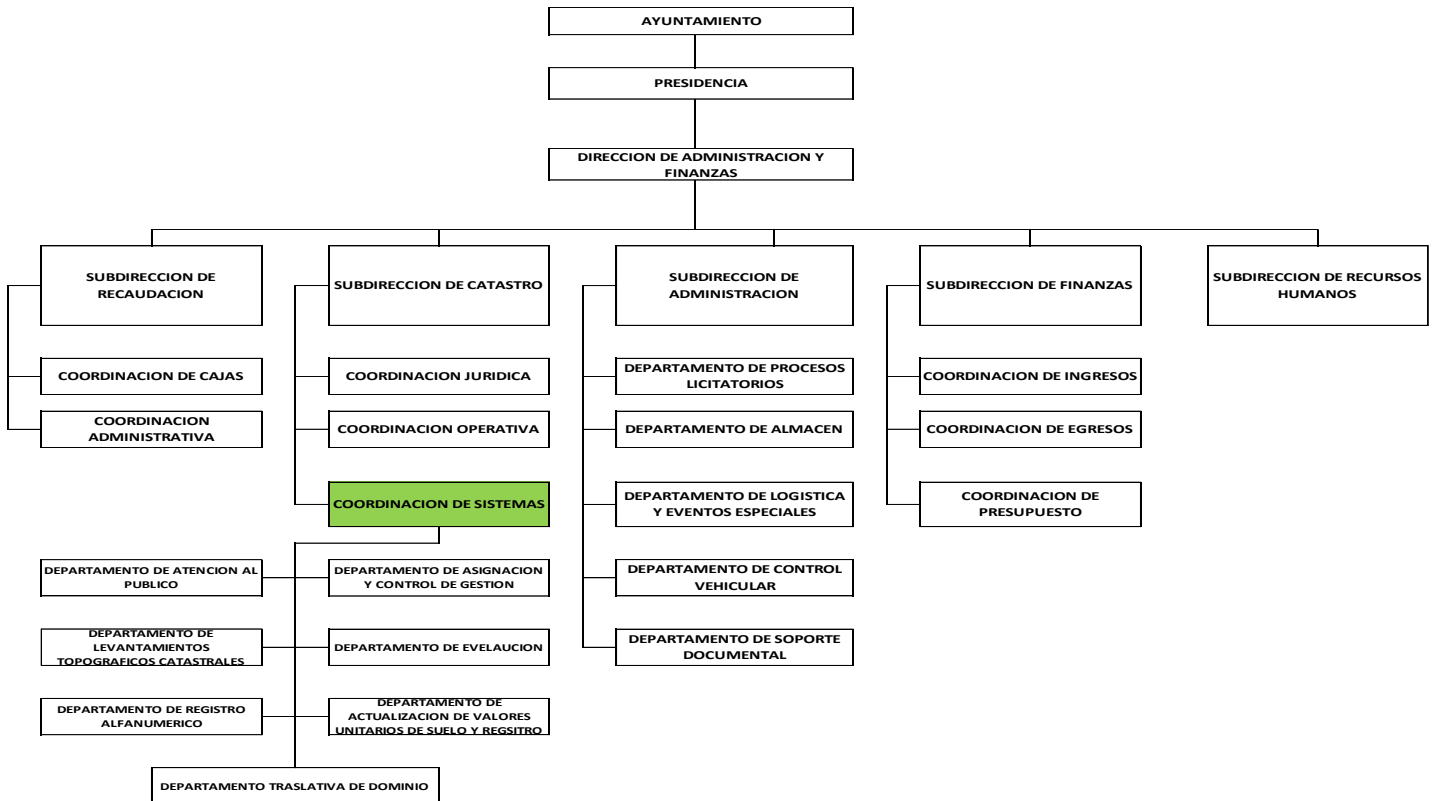 AYUNTAMIENTO
PRESIDENCIA
DIRECCION DE ADMINISTRACION Y
FINANZAS
SUBDIRECCION DE
RECAUDACION
SUBDIRECCION DE CATASTRO
SUBDIRECCION DE
ADMINISTRACION
SUBDIRECCION DE FINANZAS
SUBDIRECCION DE RECURSOS
HUMANOS
COORDINACION DE CAJAS
COORDINACION JURIDICA
DEPARTAMENTO DE PROCESOS
LICITATORIOS
COORDINACION DE INGRESOS
COORDINACION
ADMINISTRATIVA
COORDINACION OPERATIVA
DEPARTAMENTO DE ALMACEN
COORDINACION DE EGRESOS
COORDINACION DE SISTEMAS
DEPARTAMENTO DE LOGISTICA
Y EVENTOS ESPECIALES
COORDINACION DE
PRESUPUESTO
DEPARTAMENTO DE ATENCION AL
PUBLICO
DEPARTAMENTO DE ASIGNACION
Y CONTROL DE GESTION
DEPARTAMENTO DE CONTROL
VEHICULAR
DEPARTAMENTO DE
LEVANTAMIENTOS
TOPOGRAFICOS CATASTRALES
DEPARTAMENTO DE EVELAUCION
DEPARTAMENTO DE SOPORTE
DOCUMENTAL
DEPARTAMENTO DE REGISTRO
ALFANUMERICO
DEPARTAMENTO DE
ACTUALIZACION DE VALORES
UNITARIOS DE SUELO Y REGSITRO
DEPARTAMENTO TRASLATIVA DE DOMINIO